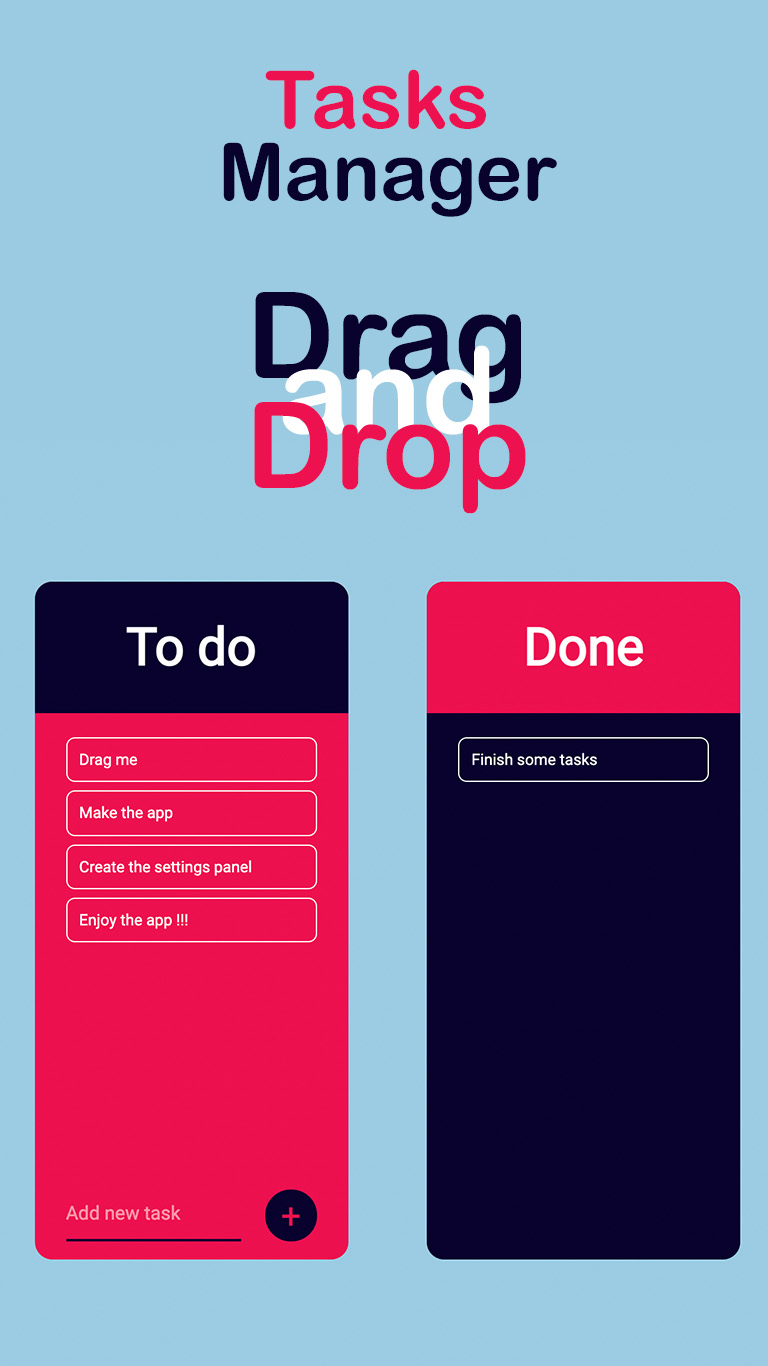 Tasks
Manager
Drag
and
Drop
To do
Drag me
Make the app
Create the settings panel
Enjoy the app !!!
Add new task
+
Done
Finish some tasks